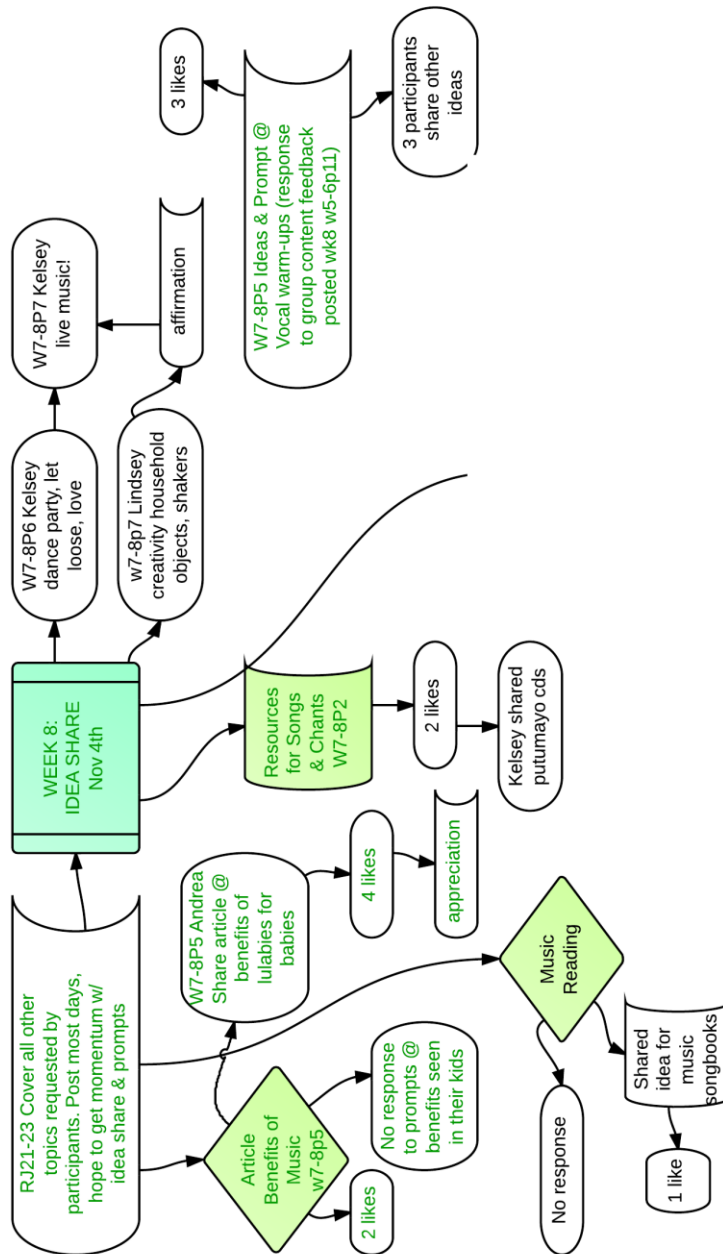 RJ21-23 Cover all other
topics requested by
participants. Post most days,
hope to get momentum w/
idea share & prompts
WEEK 8:
IDEA SHARE
Nov 4th
W7-8P6 Kelsey
dance party, let
loose, love
W7-8P7 Kelsey
live music!
w7-8p7 Lindsey
creativity household
objects, shakers
affirmation
3 likes
W7-8P5 Ideas & Prompt @
Vocal warm-ups (response
to group content feedback
posted wk8 w5-6p11)
3 participants
share other
ideas
Resources
for Songs
& Chants
W7-8P2
2 likes
Kelsey shared
putumayo cds
W7-8P5 Andrea
Share article @
benefits of
lulabies for
babies
4 likes
appreciation
Article
Benefits of
Music
w7-8p5
2 likes
No response
to prompts @
benefits seen
in their kids
Music
Reading
No response
Shared
idea for
music
songbooks
1 like